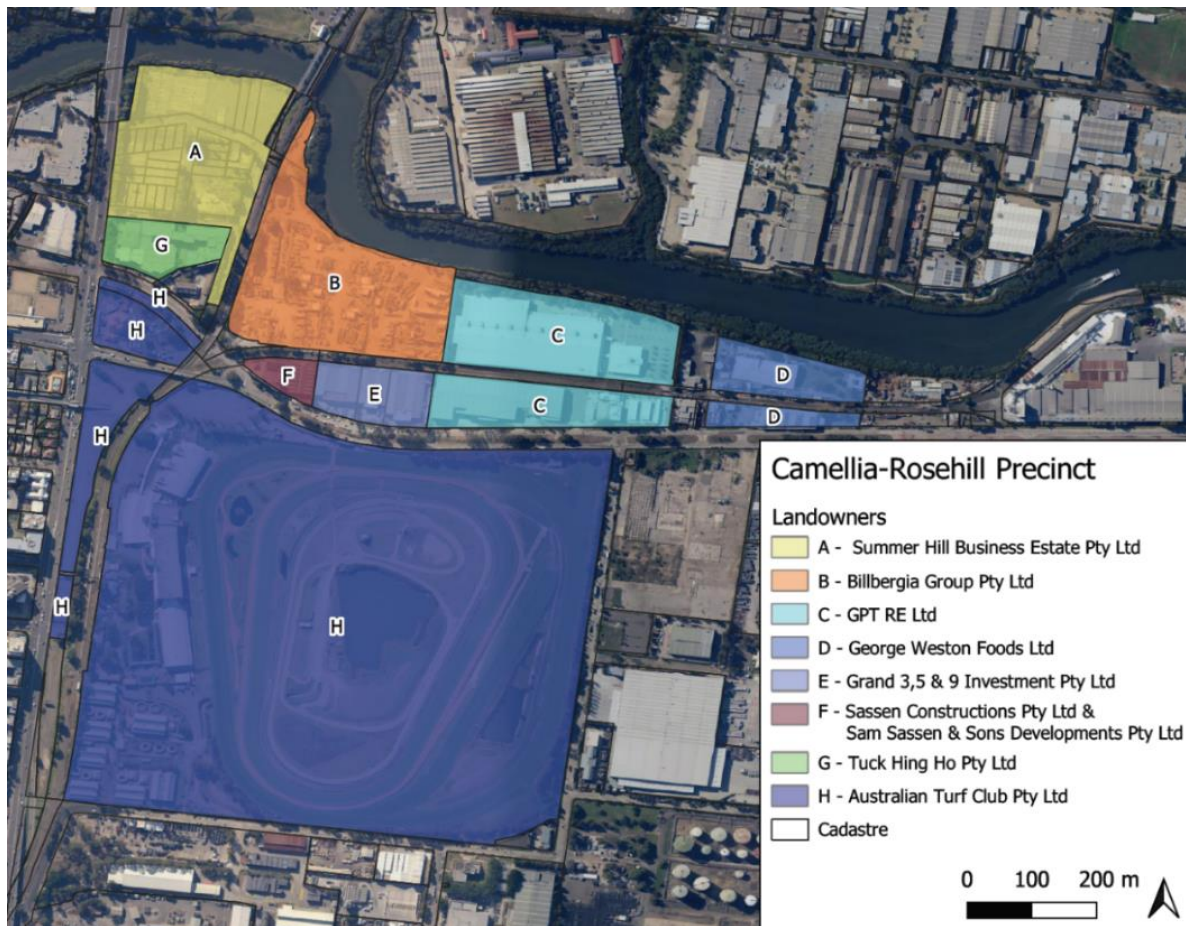 A
G
H
H
B
C
F
E
C
D
D
H
H
H
Camellia-Rosehill Precinct
Landowners
A - Summer Hill Business Estate Pty Ltd
B - Billbergia Group Pty Ltd
C - GPT RE Ltd
D - George Weston Foods Ltd
E - Grand 3,5 & 9 Investment Pty Ltd
F - Sassen Constructions Pty Ltd &
Sam Sassen & Sons Developments Pty Ltd
G - Tuck Hing Ho Pty Ltd
H - Australian Turf Club Pty Ltd
Cadastre
0 100 200 m